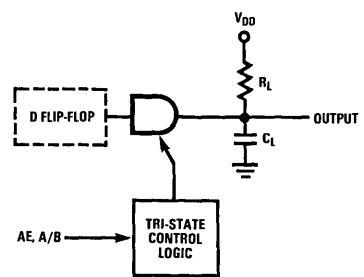 V_DD
R_L
D FLIP-FLOP
OUTPUT
C_L
TRI-STATE
CONTROL
LOGIC
AE, A/B